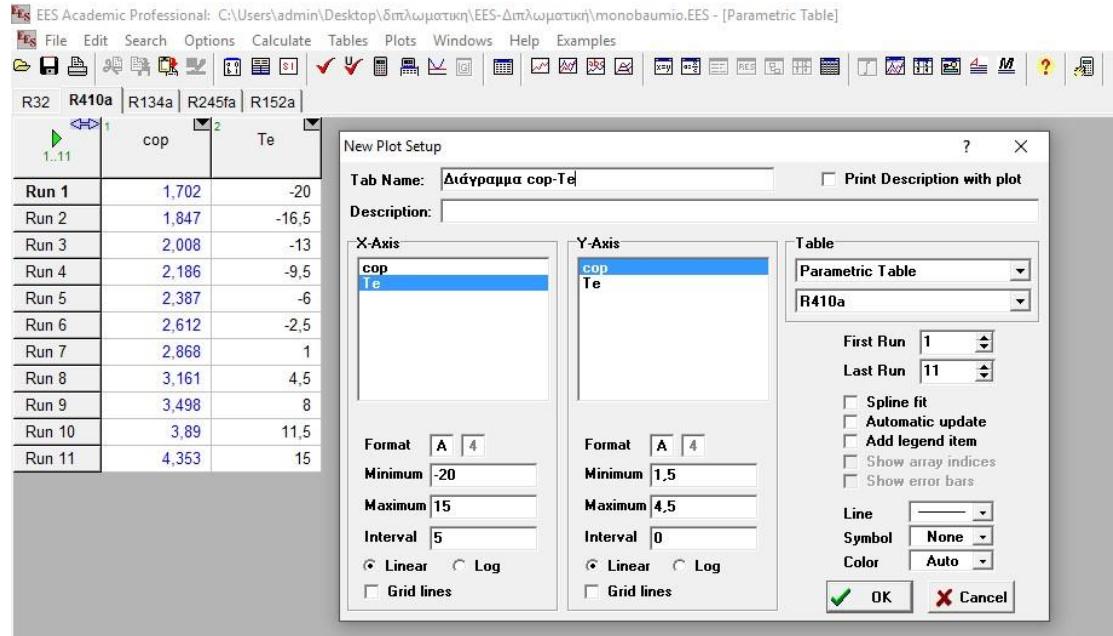 EES Academic Professional: C:\Users\admin\Desktop\διπλωματικη\EES-Διπλωματική\monobaumio.EES - [Parametric Table]
File Edit Search Options Calculate Tables Plots Windows Help Examples
R32 R410a R134a R245fa R152a
1..11 1 cop 2 Te
Run 1 1,702 -20
Run 2 1,847 -16,5
Run 3 2,008 -13
Run 4 2,186 -9,5
Run 5 2,387 -6
Run 6 2,612 -2,5
Run 7 2,868 1
Run 8 3,161 4,5
Run 9 3,498 8
Run 10 3,89 11,5
Run 11 4,353 15
New Plot Setup ? X
Tab Name: Διάγραμμα cop-Te Print Description with plot
Description:
X-Axis
cop
Te
Format A 4
Minimum -20
Maximum 15
Interval 5
Linear Log
Grid lines
Y-Axis
cop
Te
Format A 4
Minimum 1,5
Maximum 4,5
Interval 0
Linear Log
Grid lines
Table
Parametric Table
R410a
First Run 1
Last Run 11
Spline fit
Automatic update
Add legend item
Show array indices
Show error bars
Line
Symbol None
Color Auto
OK Cancel